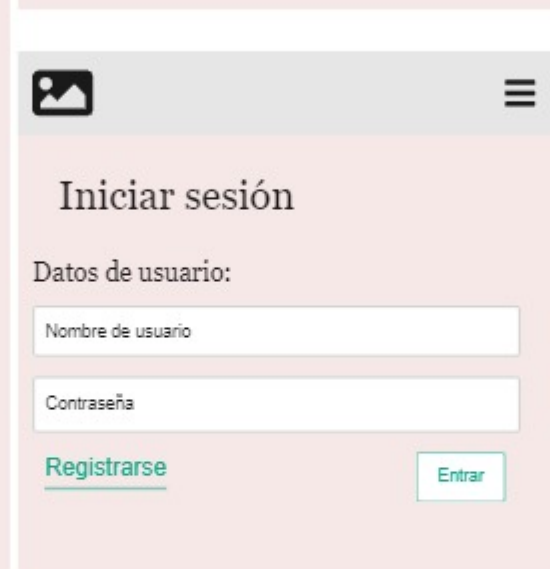 Iniciar sesión
Datos de usuario:
Nombre de usuario
Contraseña
Registrarse
Entrar